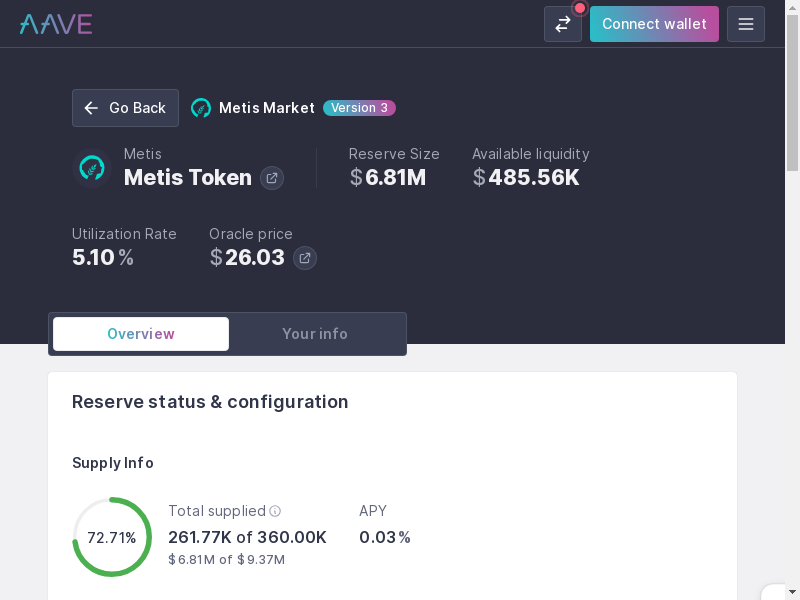 AAVE
Connect wallet
Go Back
Metis Market
Version 3
Metis
Metis Token
Reserve Size
$6.81M
Available liquidity
$485.56K
Utilization Rate
5.10%
Oracle price
$26.03
Overview
Your info
Reserve status & configuration
Supply Info
72.71%
Total supplied
261.77K of 360.00K
$6.81M of $9.37M
APY
0.03%